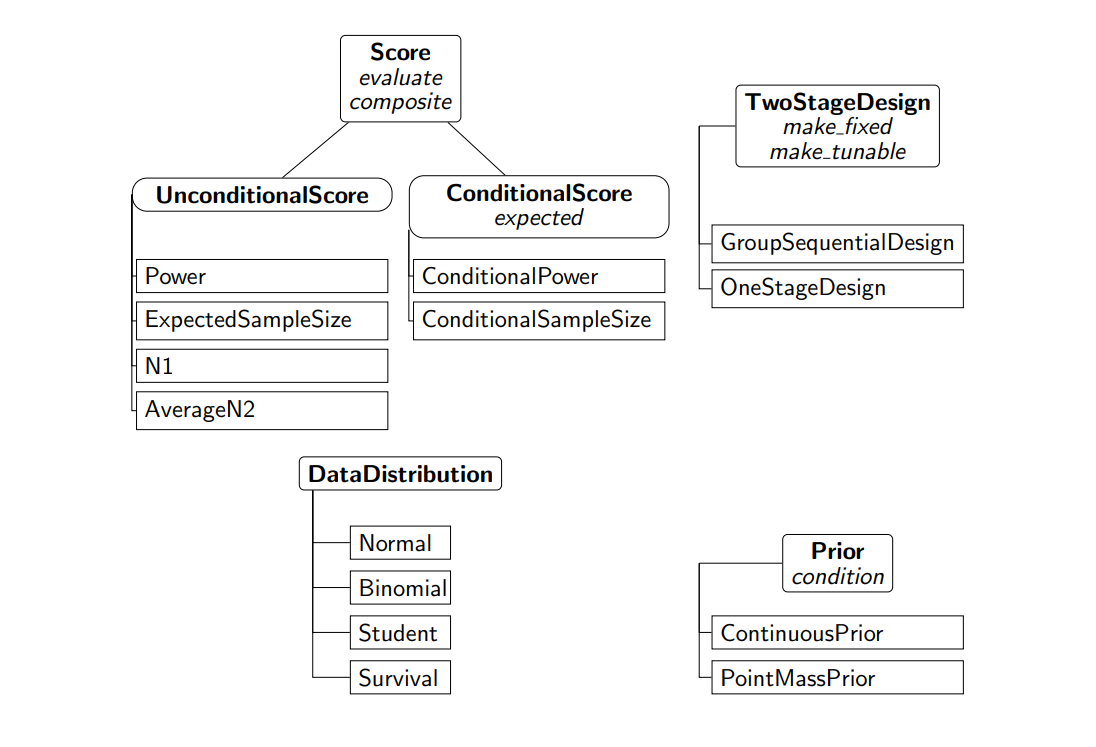 Score
evaluate
composite
UnconditionalScore
Power
ExpectedSampleSize
N1
AverageN2
ConditionalScore
expected
ConditionalPower
ConditionalSampleSize
TwoStageDesign
make_fixed
make_tunable
GroupSequentialDesign
OneStageDesign
DataDistribution
Normal
Binomial
Student
Survival
Prior
condition
ContinuousPrior
PointMassPrior